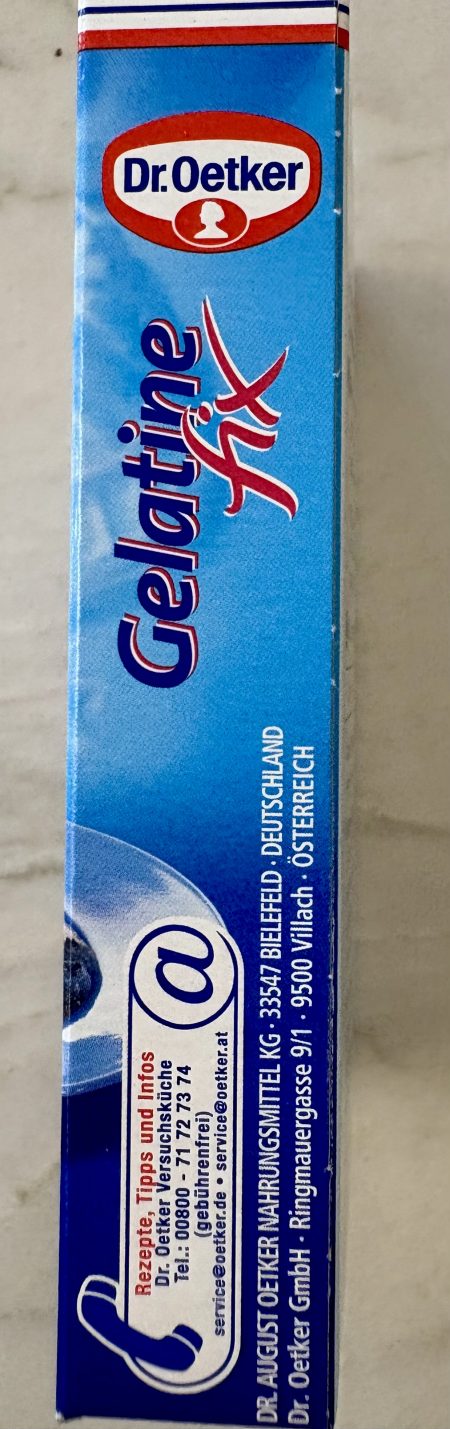 Dr. Oetker
Gelatine
fix
Rezepte, Tipps und Infos
Dr. Oetker Versuchsküche
Tel.: 00800 - 71 72 73 74
(gebührenfrei)
service@oetker.de • service@oetker.at
@
DR. AUGUST OETKER NAHRUNGSMITTEL KG · 33547 BIELEFELD · DEUTSCHLAND
Dr. Oetker GmbH · Ringmauergasse 9/1 · 9500 Villach · ÖSTERREICH